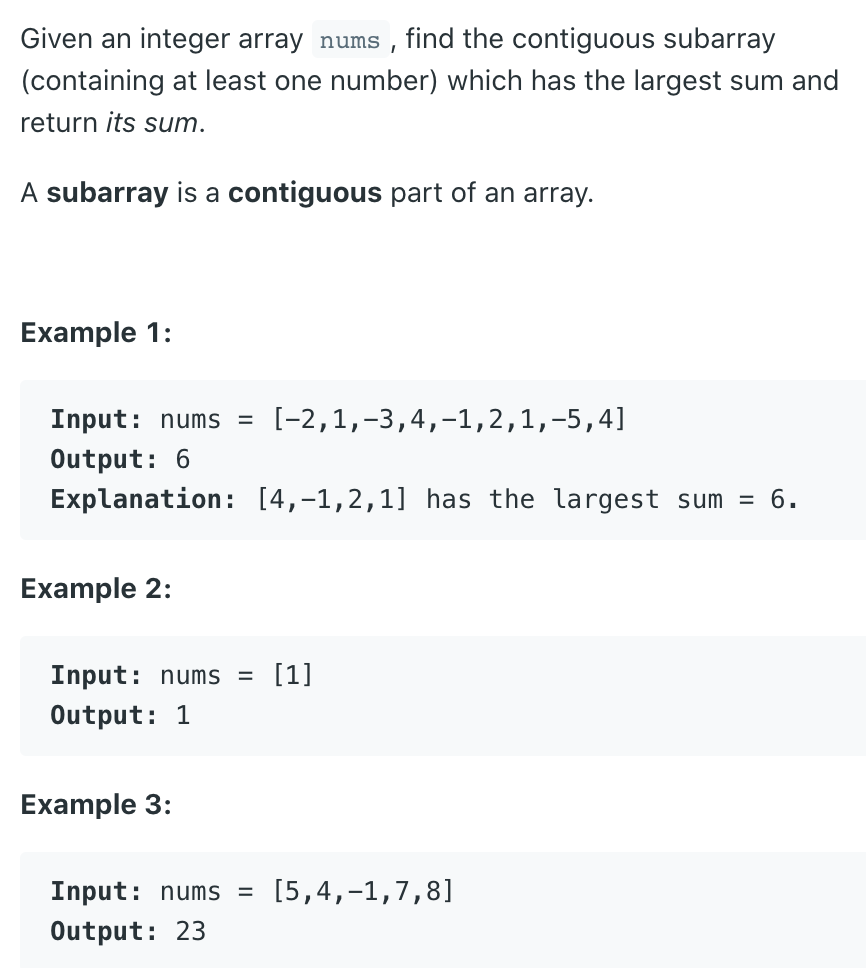 Given an integer array nums , find the contiguous subarray
(containing at least one number) which has the largest sum and
return its sum.
A subarray is a contiguous part of an array.
Example 1:
Input: nums = [-2,1,-3,4,-1,2,1,-5,4]
Output: 6
Explanation: [4,-1,2,1] has the largest sum = 6.
Example 2:
Input: nums = [1]
Output: 1
Example 3:
Input: nums = [5,4,-1,7,8]
Output: 23